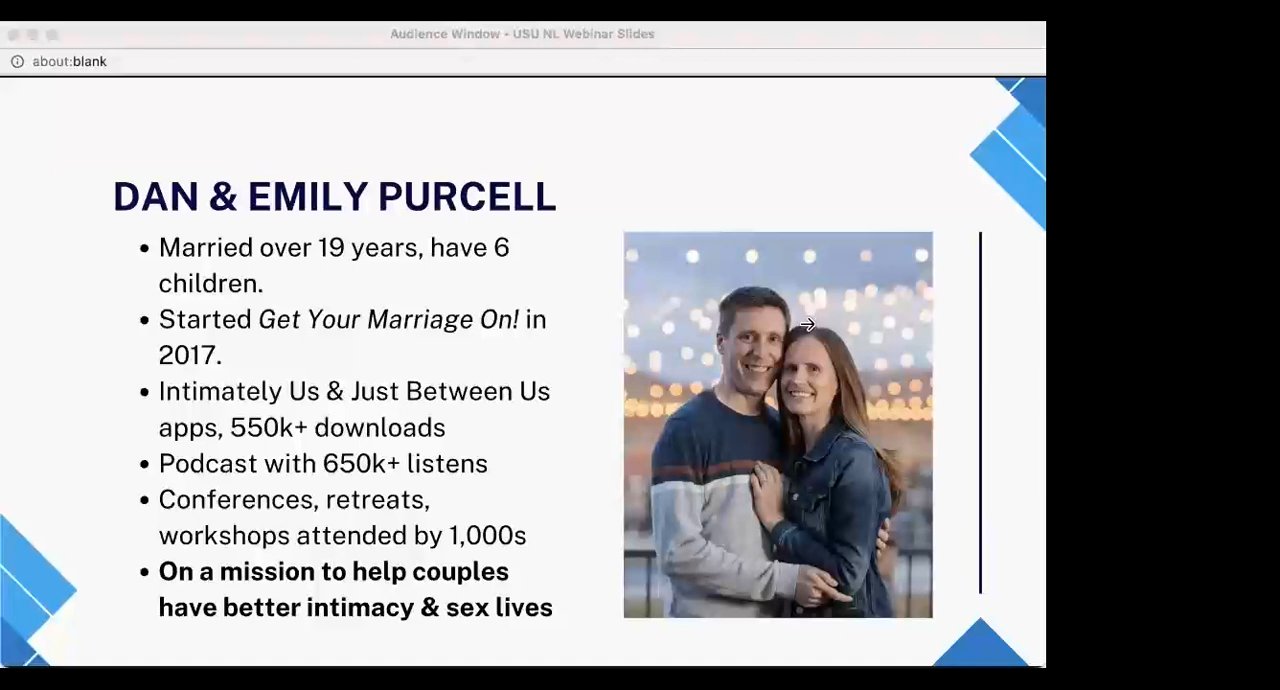 Audience Window - USU NL Webinar Slides
about:blank
DAN & EMILY PURCELL
• Married over 19 years, have 6
children.
• Started Get Your Marriage On! in
2017.
• Intimately Us & Just Between Us
apps, 550k+ downloads
• Podcast with 650k+ listens
• Conferences, retreats,
workshops attended by 1,000s
• On a mission to help couples
have better intimacy & sex lives